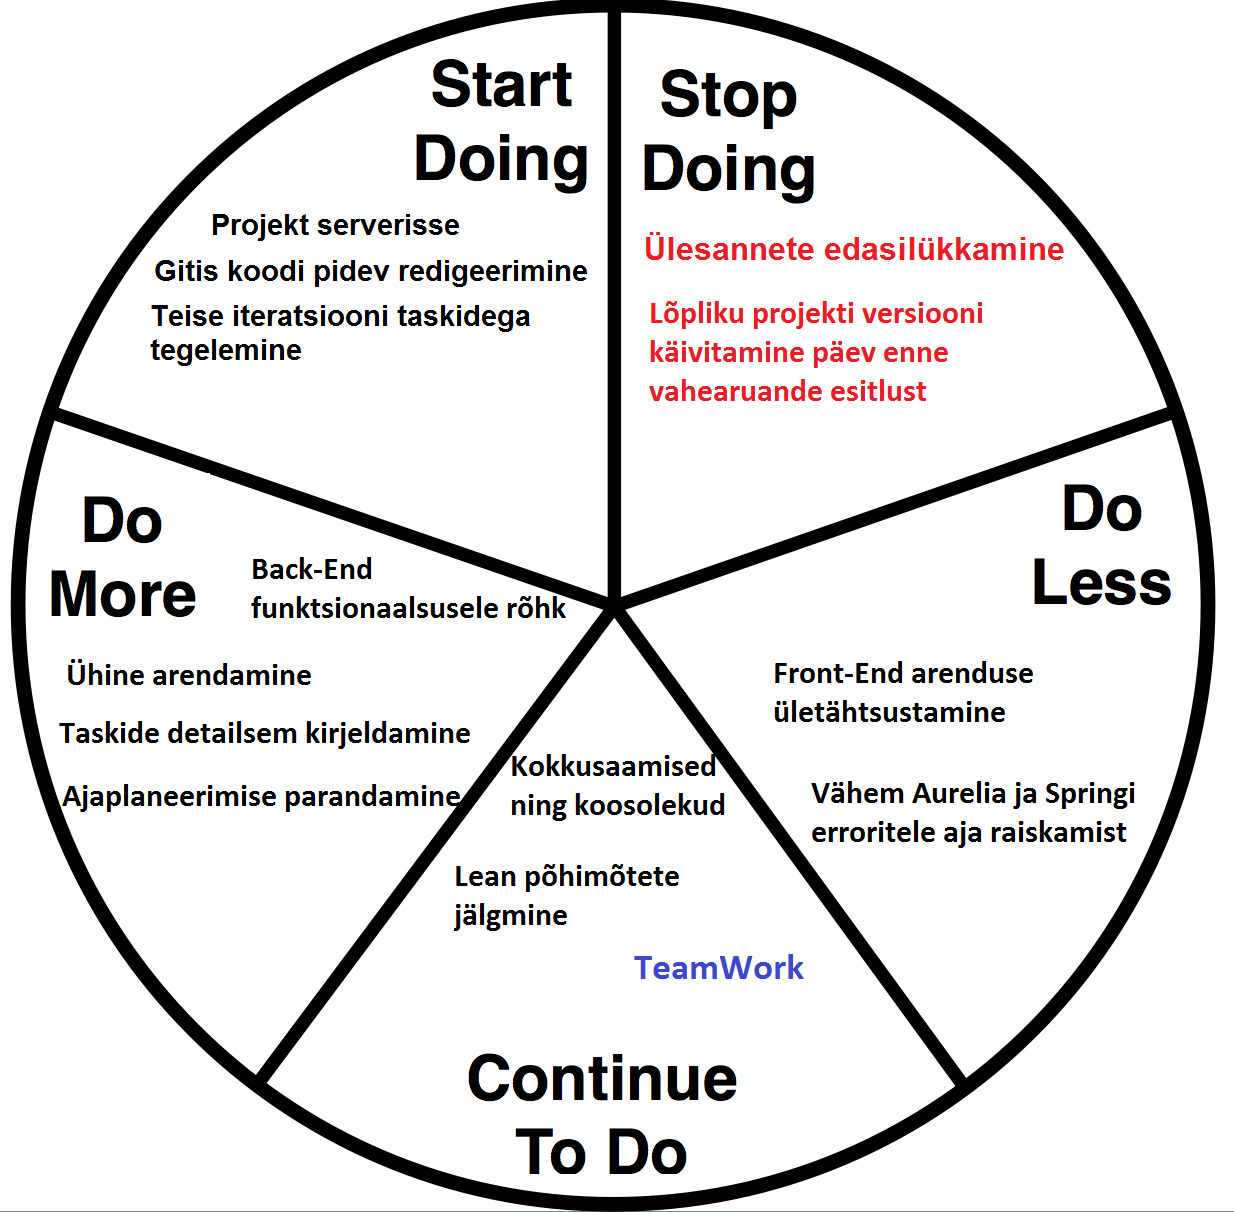 Start
Doing
Projekt serverisse
Gitis koodi pidev redigeerimine
Teise iteratsiooni taskidega
tegelemine
Stop
Doing
Ülesannete edasilükkamine
Lõpliku projekti versiooni
käivitamine päev enne
vahearuande esitlust
Do
More
Back-End
funktsionaalsusele rõhk
Ühine arendamine
Taskide detailsem kirjeldamine
Ajaplaneerimise parandamine
Do
Less
Front-End arenduse
ületähtsustamine
Vähem Aurelia ja Springi
erroritele aja raiskamist
Kokkusaamised
ning koosolekud
Lean põhimõtete
jälgmine
TeamWork
Continue
To Do